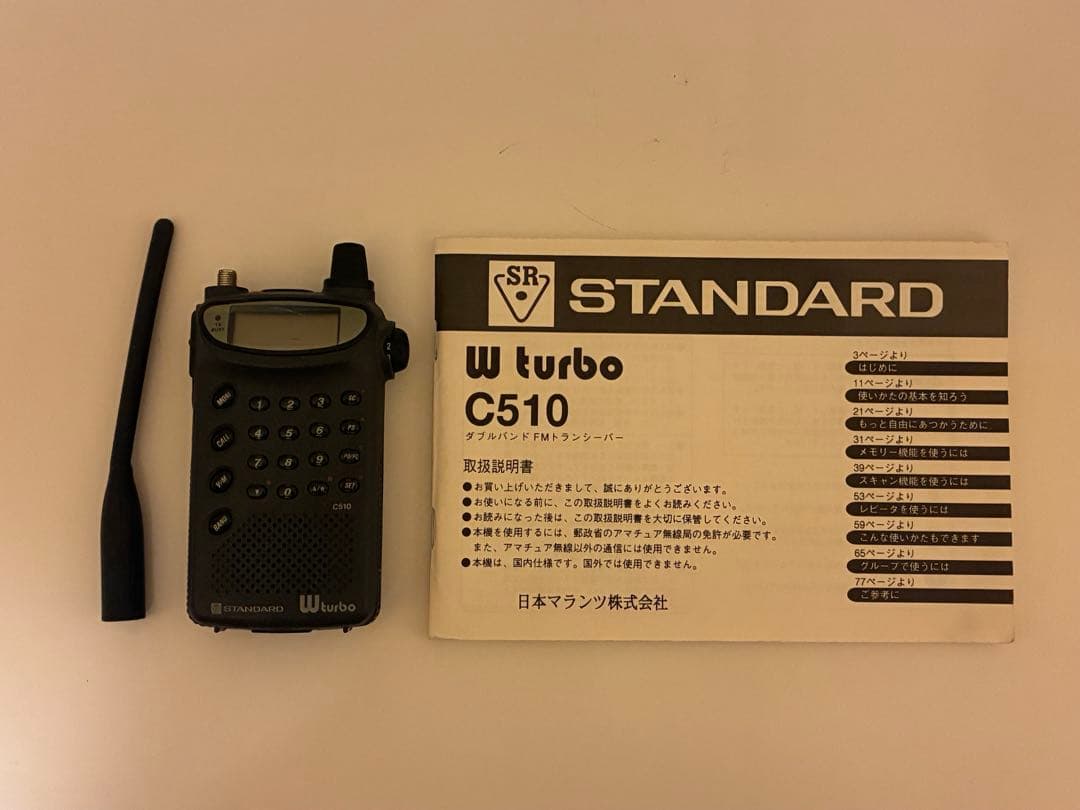 TX
BUSY
MONI
1 2 3 SC
CALL
4 5 6 PS
V/M
7 8 9
0 SET
BAND
C510
STANDARD W turbo
SR STANDARD
W turbo
C510
ダブルバンド FMトランシーバー
取扱説明書
●お買い上げいただきまして、誠にありがとうございます。
●お使いになる前に、この取扱説明書をよくお読みください。
●お読みになった後は、この取扱説明書を大切に保管してください。
●本機を使用するには、郵政省のアマチュア無線局の免許が必要です。
また、アマチュア無線以外の通信には使用できません。
●本機は、国内仕様です。国外では使用できません。
日本マランツ株式会社
3ページより
はじめに
11ページより
使いかたの基本を知ろう
21ページより
もっと自由にあつかうために
31ページより
メモリー機能を使うには
39ページより
スキャン機能を使うには
53ページより
レピータを使うには
59ページより
こんな使いかたもできます
65ページより
グループで使うには
77ページより
ご参考に